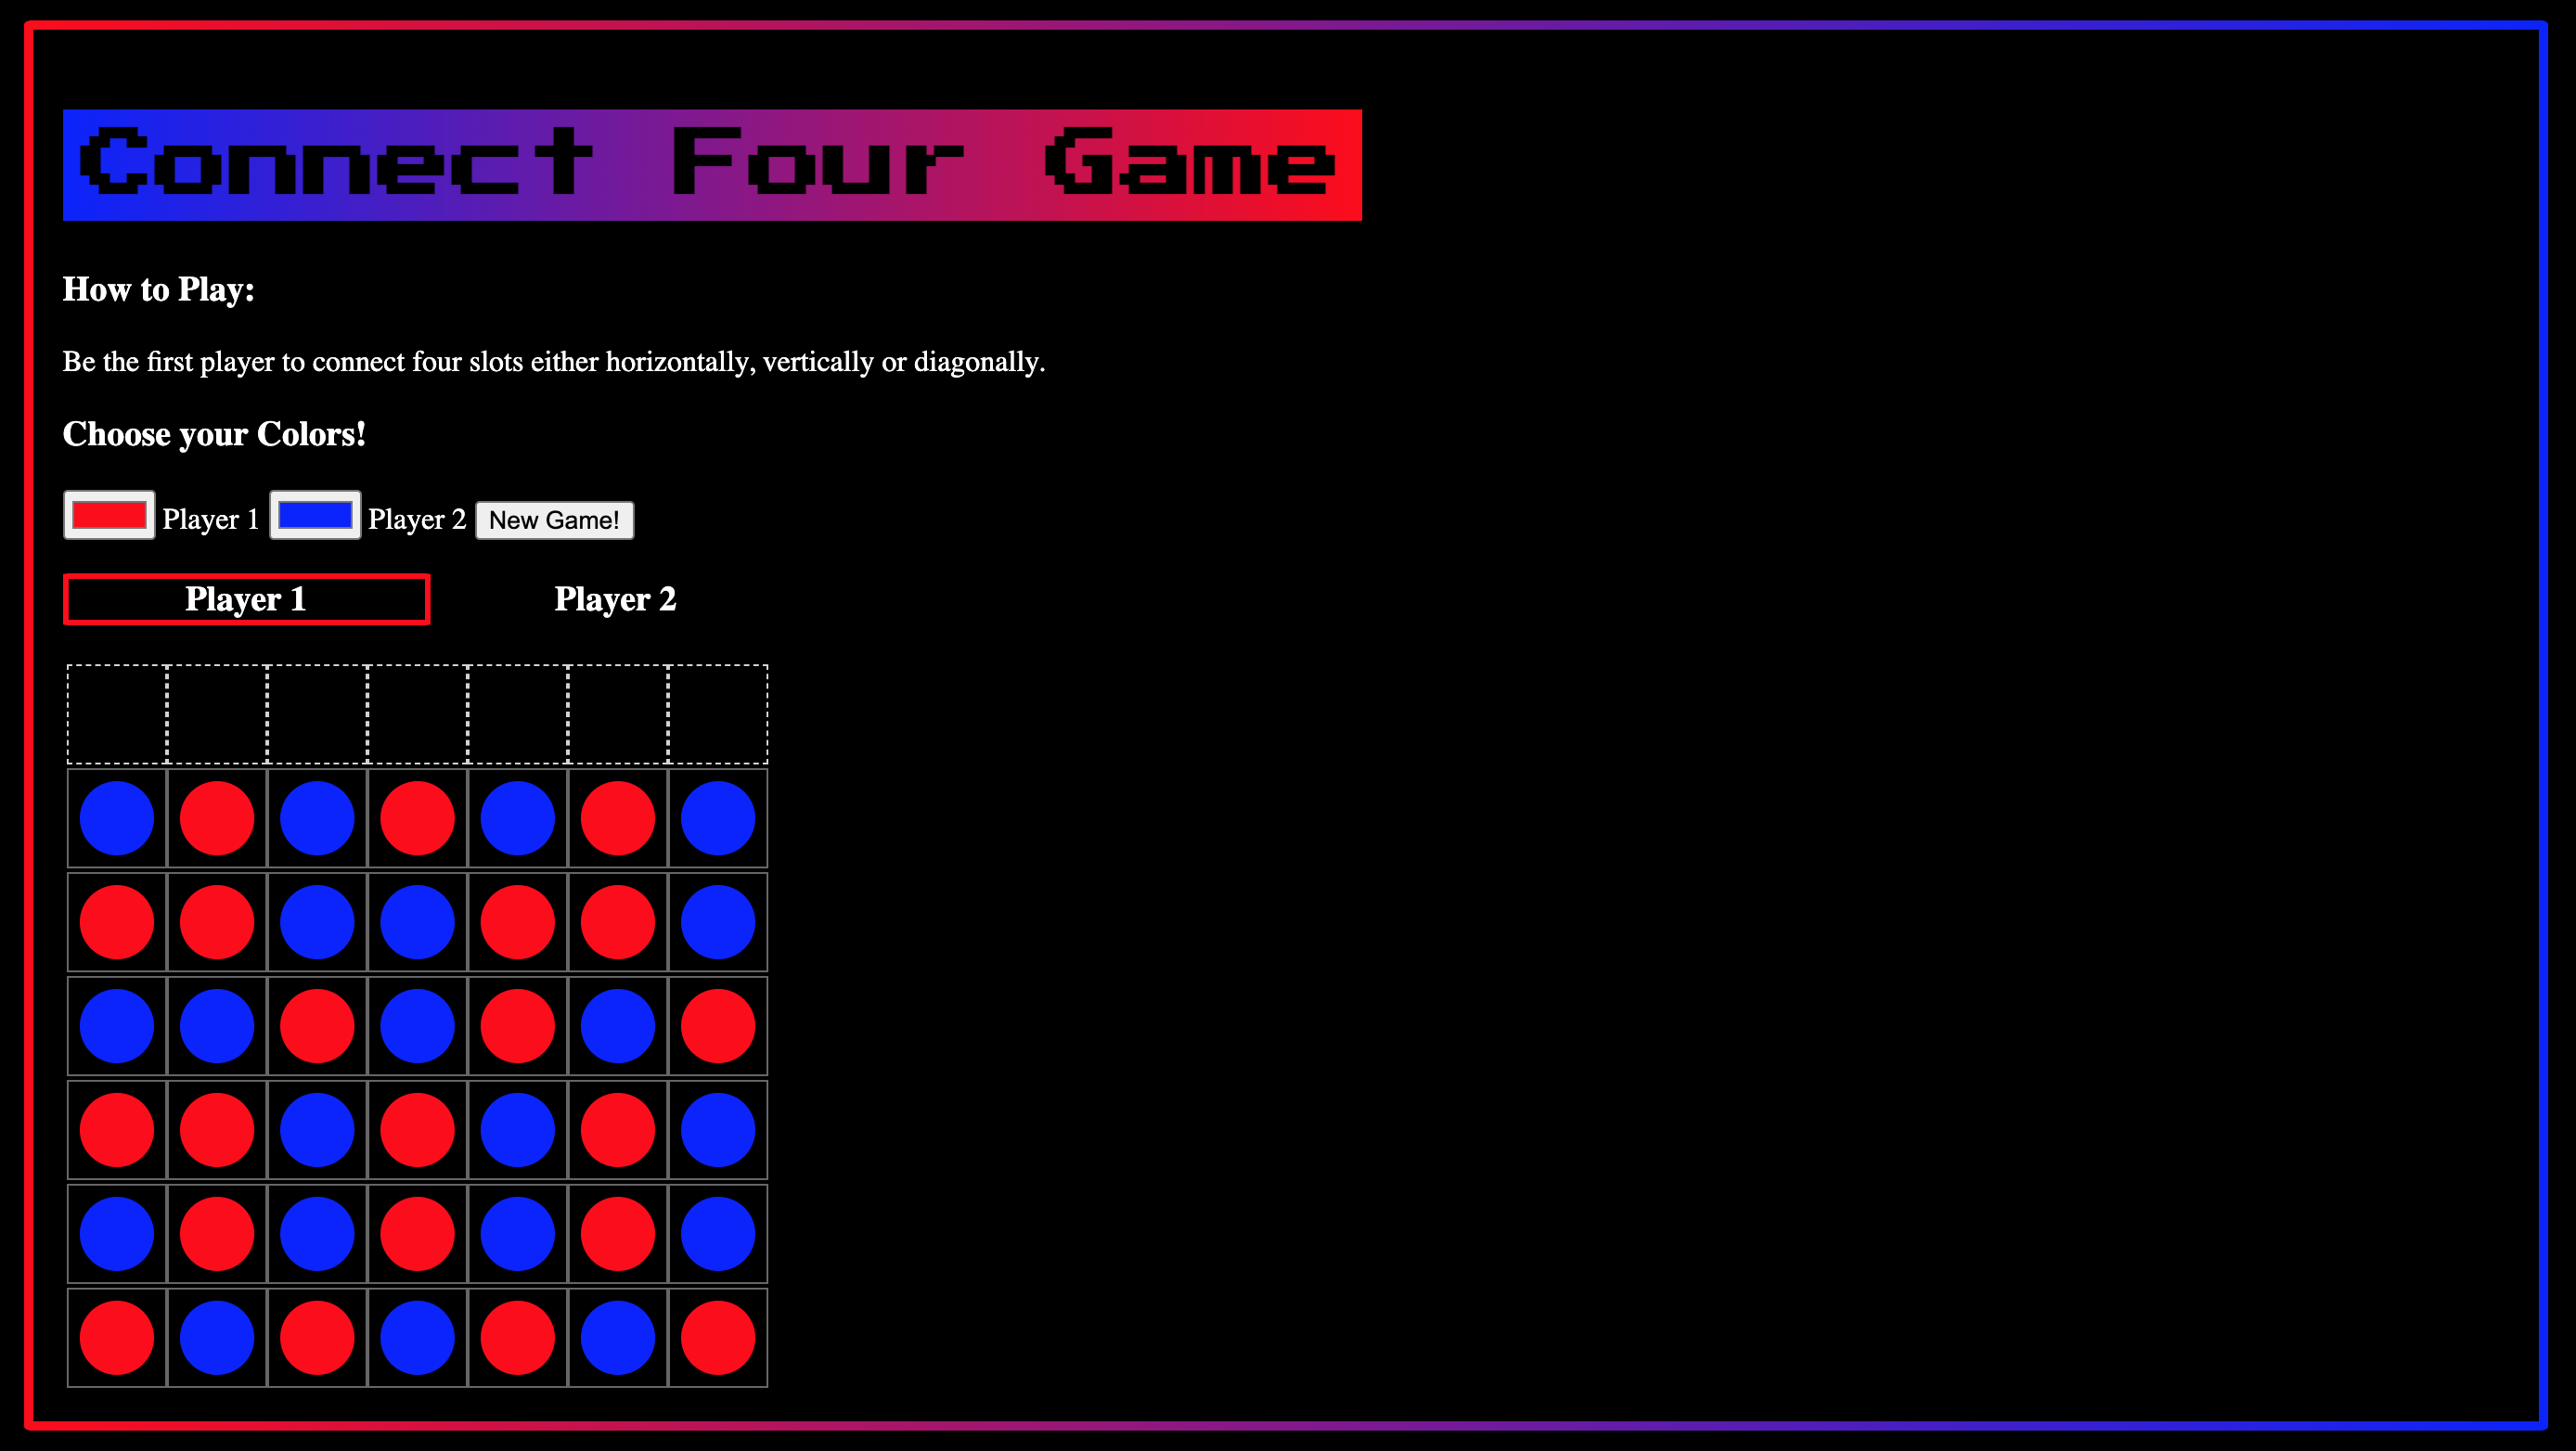 Connect Four Game
How to Play:
Be the first player to connect four slots either horizontally, vertically or diagonally.
Choose your Colors!
Player 1 Player 2 New Game!
Player 1 Player 2